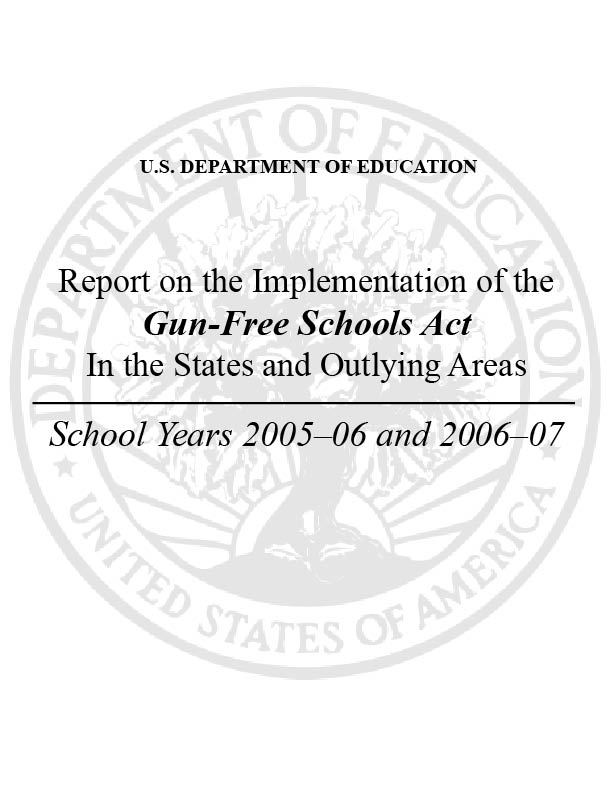 U.S. DEPARTMENT OF EDUCATION
Report on the Implementation of the
Gun-Free Schools Act
In the States and Outlying Areas
School Years 2005–06 and 2006–07
DEPARTMENT OF EDUCATION
UNITED STATES OF AMERICA